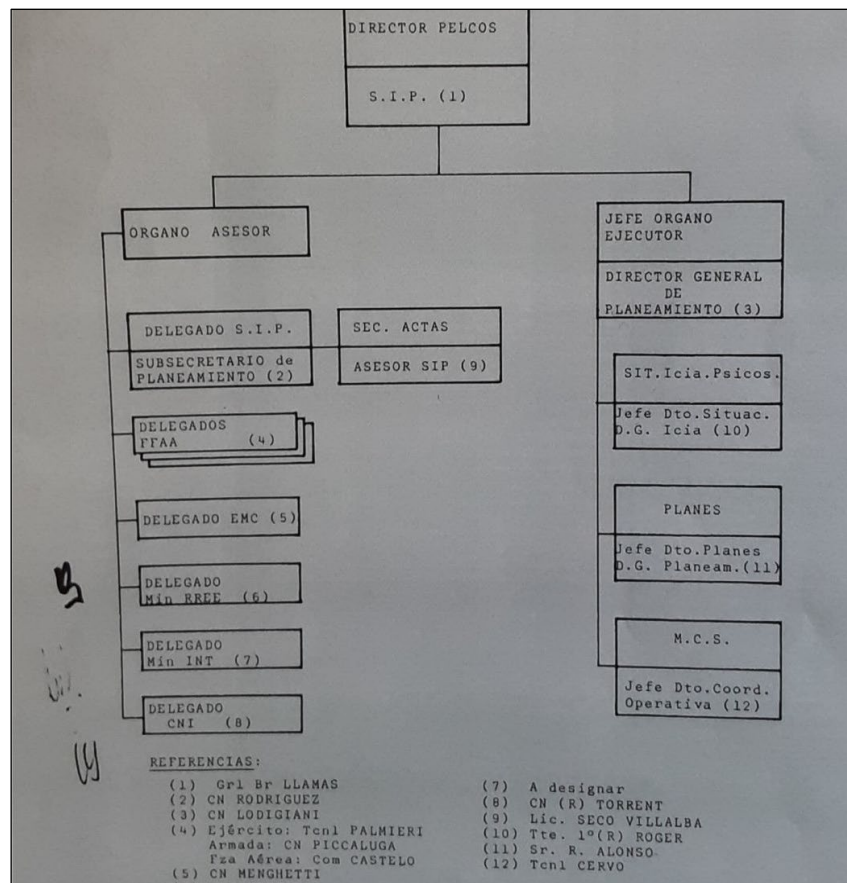 DIRECTOR PELCOS
S.I.P. (1)
ORGANO ASESOR
JEFE ORGANO
EJECUTOR
DIRECTOR GENERAL
DE
PLANEAMIENTO (3)
DELEGADO S.I.P.
SUBSECRETARIO de
PLANEAMIENTO (2)
SEC. ACTAS
ASESOR SIP (9)
SIT.Icia.Psicos.
Jefe Dto.Situac.
D.G. Icia (10)
DELEGADOS
FFAA (4)
DELEGADO EMC (5)
PLANES
Jefe Dto.Planes
D.G. Planeam.(11)
DELEGADO
Min RREE (6)
DELEGADO
Min INT (7)
M.C.S.
Jefe Dto.Coord.
Operativa (12)
DELEGADO
CNI (8)
REFERENCIAS:
(1) Grl Br LLAMAS
(2) CN RODRIGUEZ
(3) CN LODIGIANI
(4) Ejército: Tcnl PALMIERI
Armada: CN PICCALUGA
Fza Aérea: Com CASTELO
(5) CN MENGHETTI
(7) A designar
(8) CN (R) TORRENT
(9) Lic. SECO VILLALBA
(10) Tte. 1º(R) ROGER
(11) Sr. R. ALONSO
(12) Tcnl CERVO